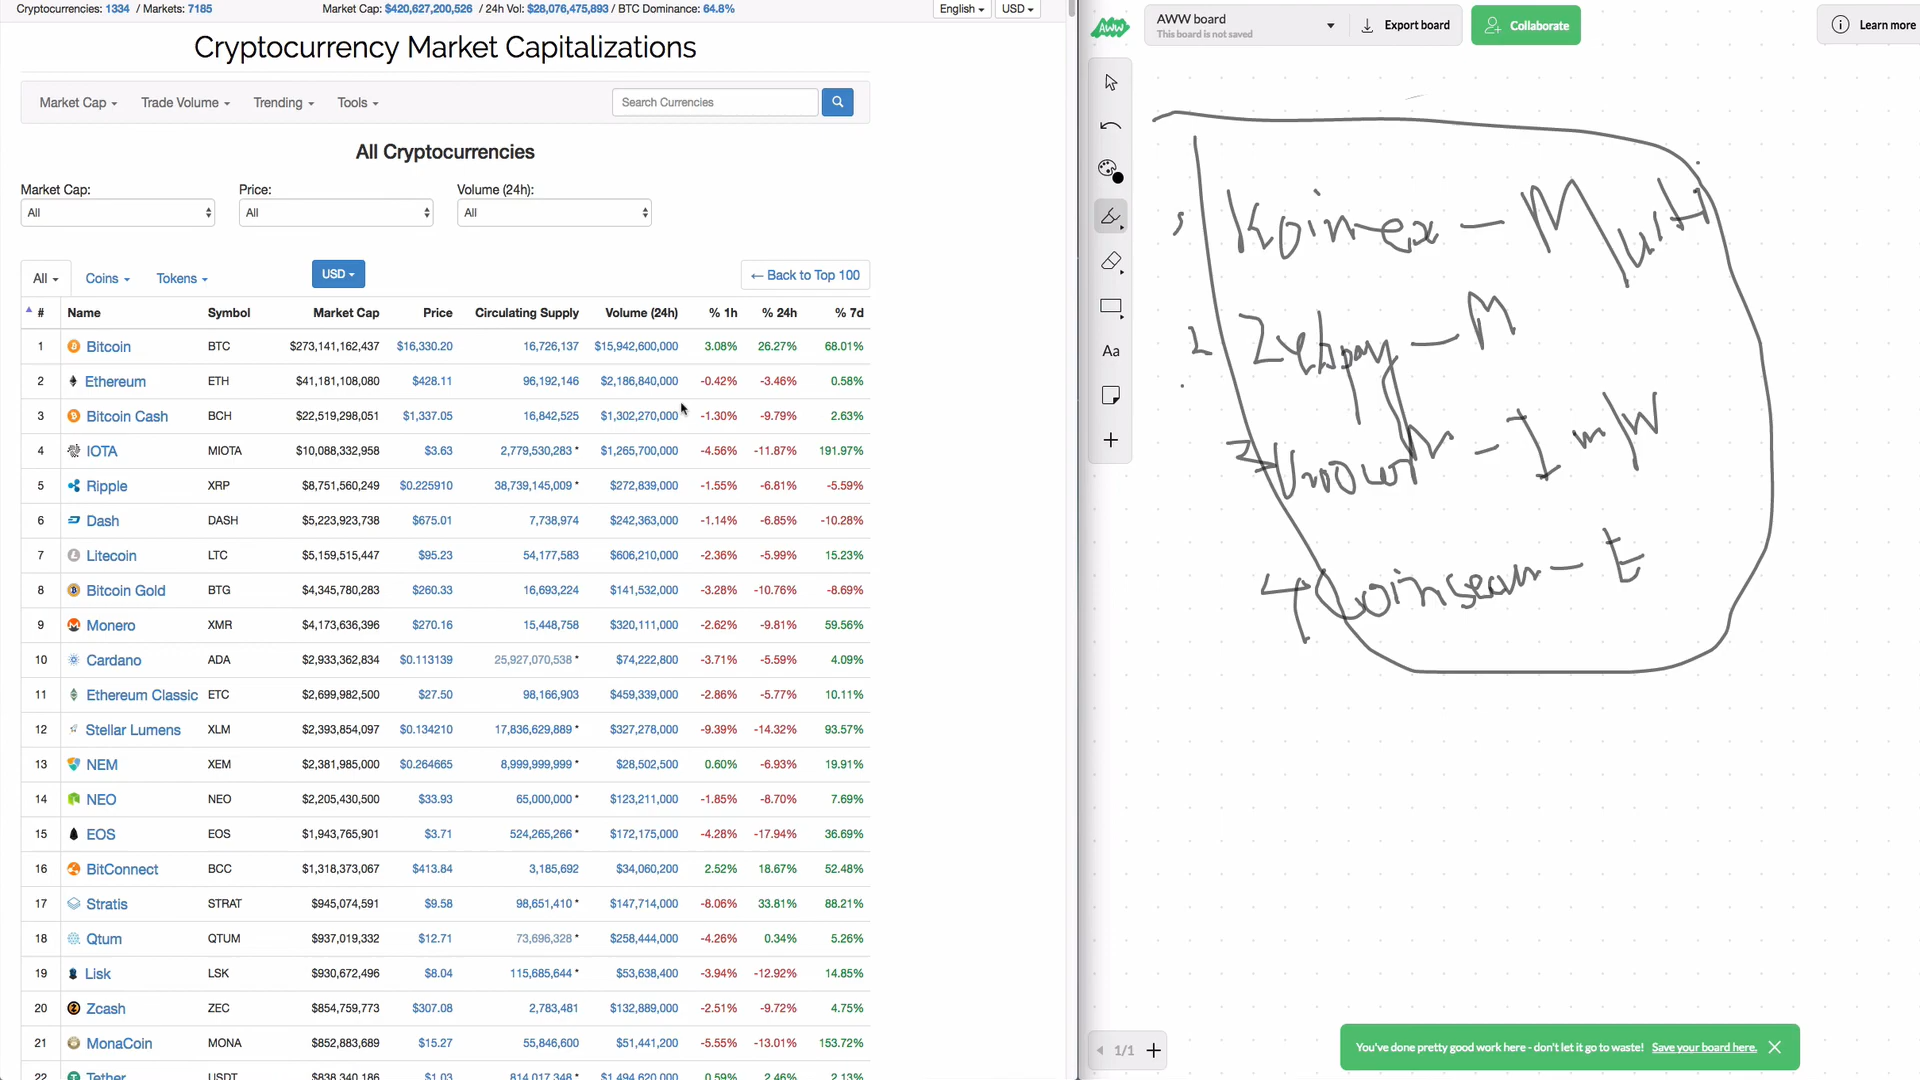 Cryptocurrencies: 1334 / Markets: 7185 Market Cap: $420,627,200,526 / 24h Vol: $28,076,475,893 / BTC Dominance: 64.8% English USD
Cryptocurrency Market Capitalizations
Market Cap Trade Volume Trending Tools Search Currencies
All Cryptocurrencies
Market Cap: Price: Volume (24h):
All All All
All Coins Tokens USD ← Back to Top 100
# Name Symbol Market Cap Price Circulating Supply Volume (24h) % 1h % 24h % 7d
1 Bitcoin BTC $273,141,162,437 $16,330.20 16,726,137 $15,942,600,000 3.08% 26.27% 68.01%
2 Ethereum ETH $41,181,108,080 $428.11 96,192,146 $2,186,840,000 -0.42% -3.46% 0.58%
3 Bitcoin Cash BCH $22,519,298,051 $1,337.05 16,842,525 $1,302,270,000 -1.30% -9.79% 2.63%
4 IOTA MIOTA $10,088,332,958 $3.63 2,779,530,283 * $1,265,700,000 -4.56% -11.87% 191.97%
5 Ripple XRP $8,751,560,249 $0.225910 38,739,145,009 * $272,839,000 -1.55% -6.81% -5.59%
6 Dash DASH $5,223,923,738 $675.01 7,738,974 $242,363,000 -1.14% -6.85% -10.28%
7 Litecoin LTC $5,159,515,447 $95.23 54,177,583 $606,210,000 -2.36% -5.99% 15.23%
8 Bitcoin Gold BTG $4,345,780,283 $260.33 16,693,224 $141,532,000 -3.28% -10.76% -8.69%
9 Monero XMR $4,173,636,396 $270.16 15,448,758 $320,111,000 -2.62% -9.81% 59.56%
10 Cardano ADA $2,933,362,834 $0.113139 25,927,070,538 * $74,222,800 -3.71% -5.59% 4.09%
11 Ethereum Classic ETC $2,699,982,500 $27.50 98,166,903 $459,339,000 -2.86% -5.77% 10.11%
12 Stellar Lumens XLM $2,393,854,097 $0.134210 17,836,629,889 * $327,278,000 -9.39% -14.32% 93.57%
13 NEM XEM $2,381,985,000 $0.264665 8,999,999,999 * $28,502,500 0.60% -6.93% 19.91%
14 NEO NEO $2,205,430,500 $33.93 65,000,000 * $123,211,000 -1.85% -8.70% 7.69%
15 EOS EOS $1,943,765,901 $3.71 524,265,266 * $172,175,000 -4.28% -17.94% 36.69%
16 BitConnect BCC $1,318,373,067 $413.84 3,185,692 $34,060,200 2.52% 18.67% 52.48%
17 Stratis STRAT $945,074,591 $9.58 98,651,410 * $147,714,000 -8.06% 33.81% 88.21%
18 Qtum QTUM $937,019,332 $12.71 73,696,328 * $258,444,000 -4.26% 0.34% 5.26%
19 Lisk LSK $930,672,496 $8.04 115,685,644 * $53,638,400 -3.94% -12.92% 14.85%
20 Zcash ZEC $854,759,773 $307.08 2,783,481 $132,889,000 -2.51% -9.72% 4.75%
21 MonaCoin MONA $852,883,689 $15.27 55,846,600 $51,441,200 -5.55% -13.01% 153.72%
22 Tether USDT $838,340,186 $1.03 814,017,348 * $1,494,620,000 0.59% 2.46% 2.13%
AWW AWW board Export board Collaborate Learn more
This board is not saved
Aa
Koinex – Multi
2 Zebpay – M
4 Coinsecure – E
1/1
You've done pretty good work here - don't let it go to waste! Save your board here.